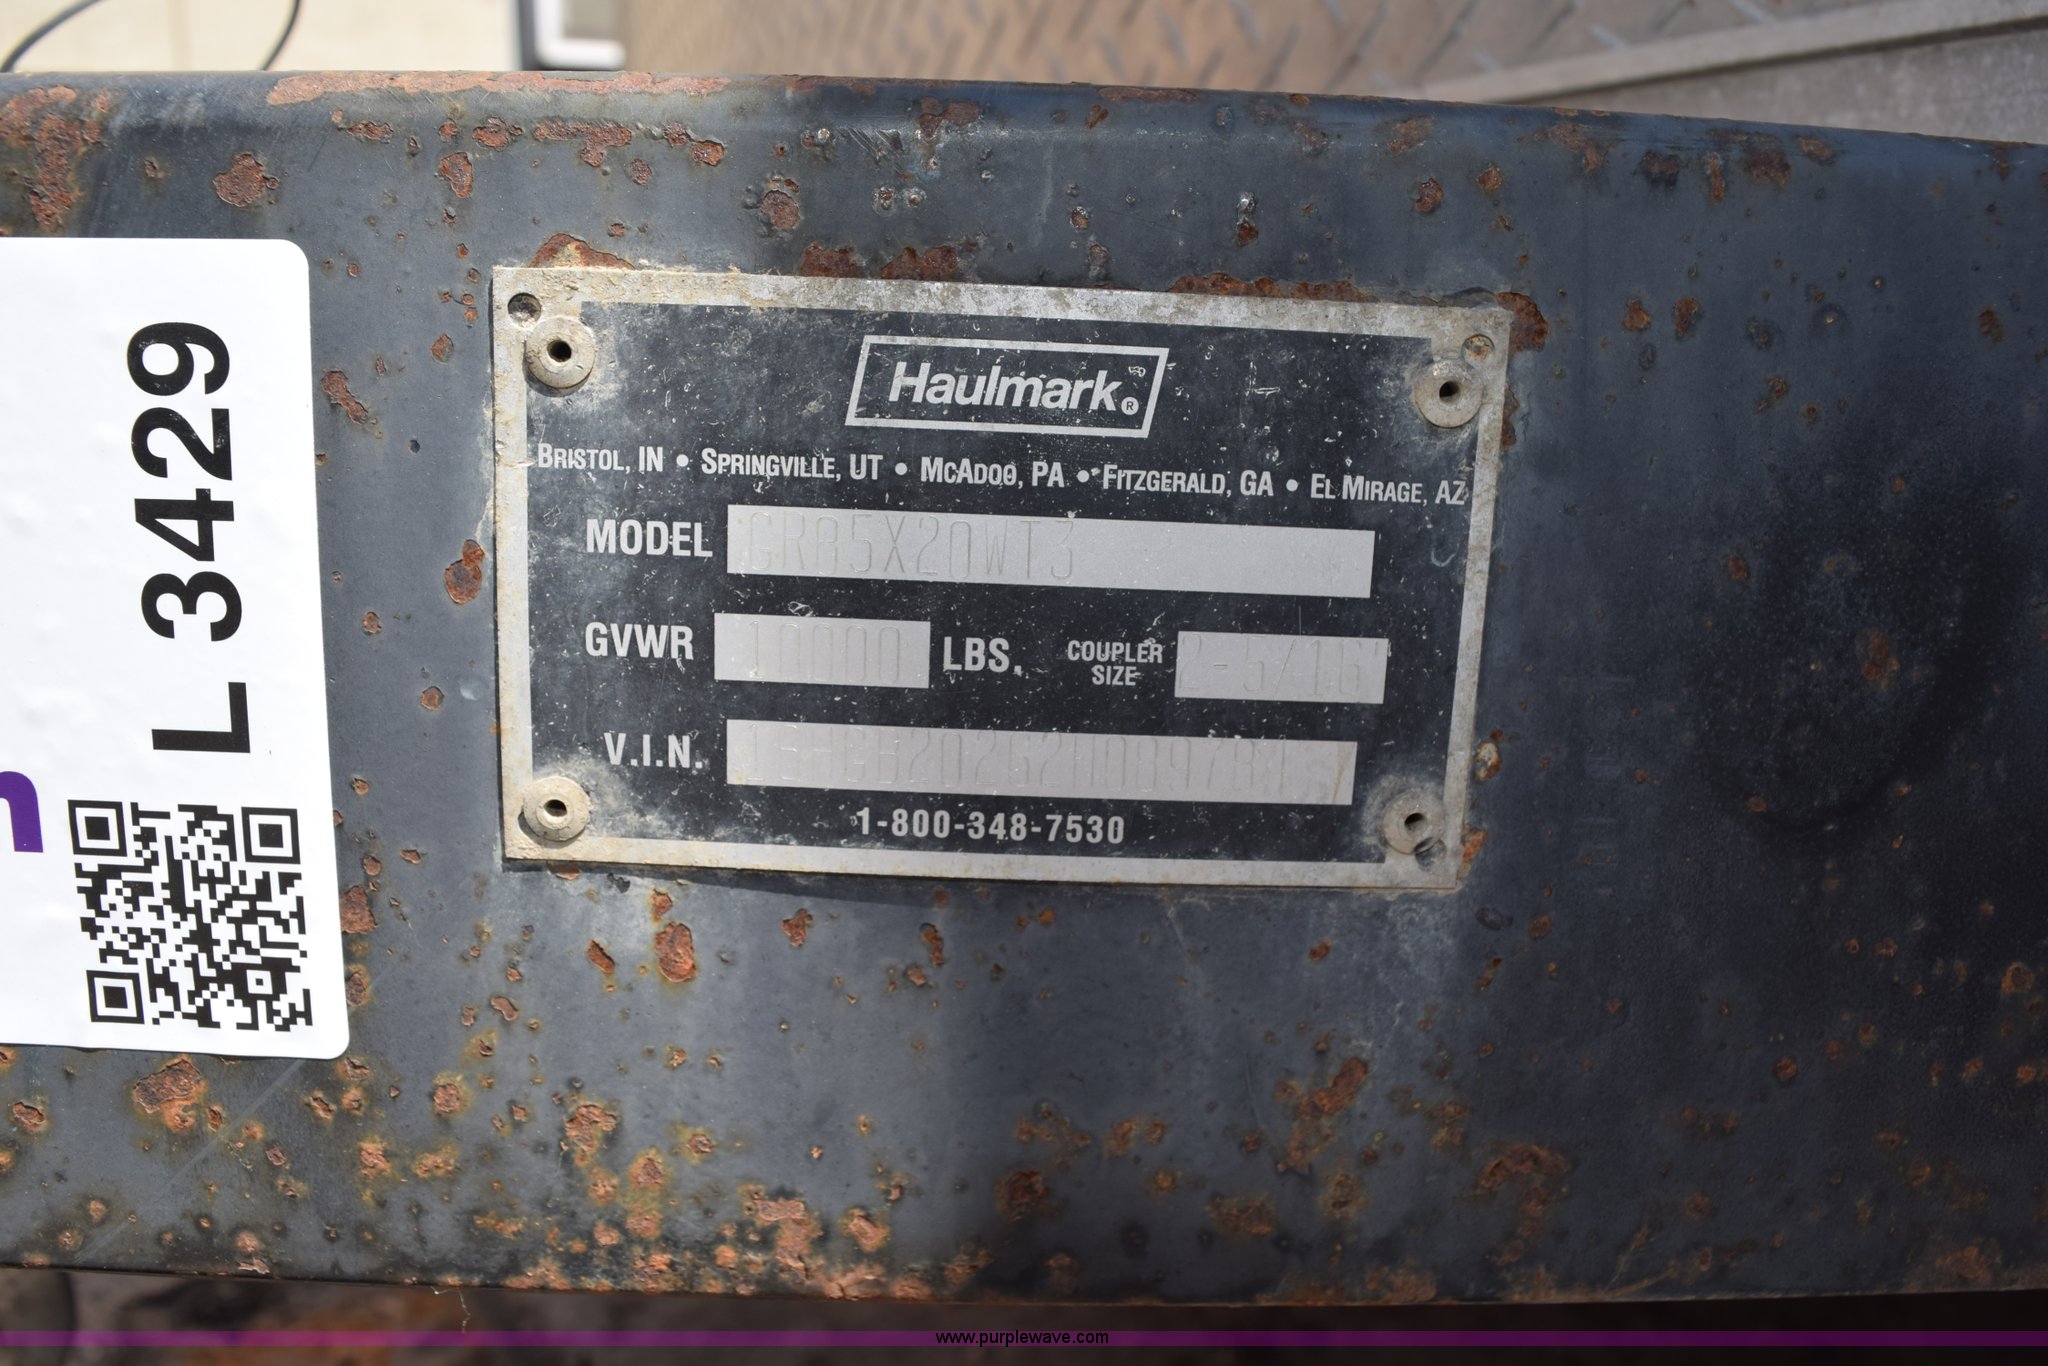 L 3429
Haulmark®
BRISTOL, IN • SPRINGVILLE, UT • MCADOO, PA • FITZGERALD, GA • EL MIRAGE, AZ
MODEL GR85X20WT3
GVWR 10000 LBS. COUPLER SIZE 2-5/16"
V.I.N.
1-800-348-7530
www.purplewave.com